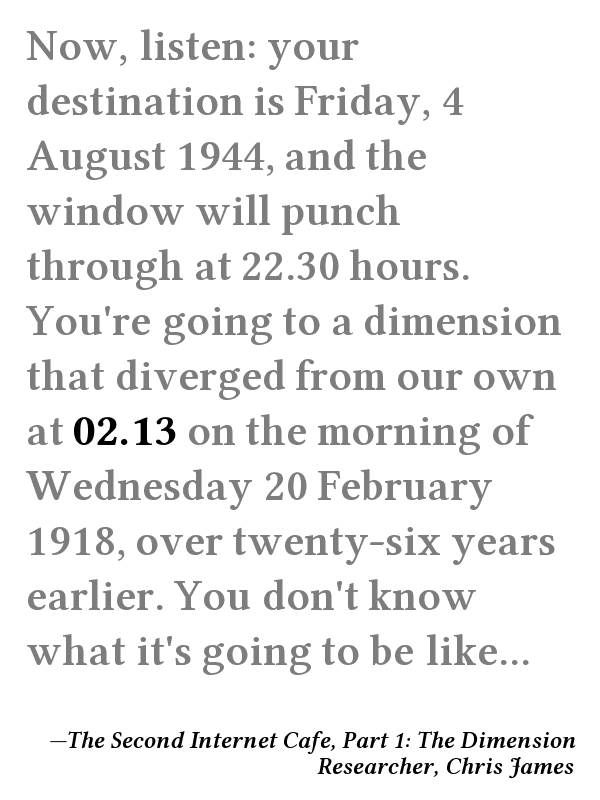 Now, listen: your
destination is Friday, 4
August 1944, and the
window will punch
through at 22.30 hours.
You're going to a dimension
that diverged from our own
at 02.13 on the morning of
Wednesday 20 February
1918, over twenty-six years
earlier. You don't know
what it's going to be like...
—The Second Internet Cafe, Part 1: The Dimension
Researcher, Chris James